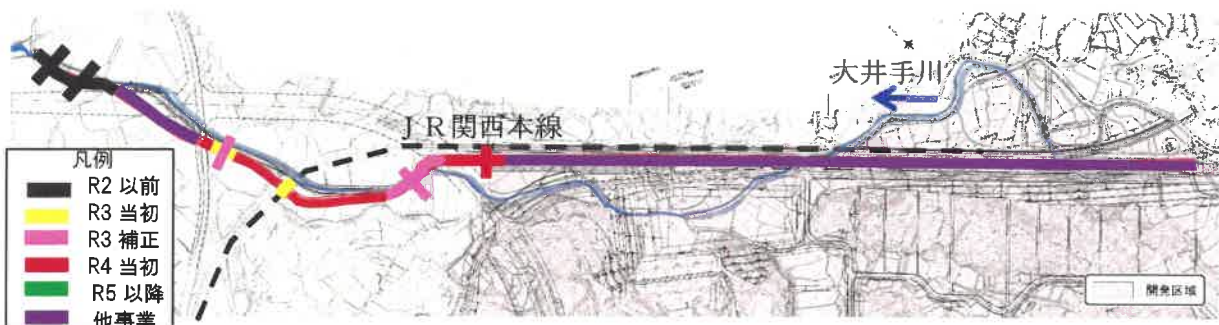 大井手川
JR関西本線
凡例
R2 以前
R3 当初
R3 補正
R4 当初
R5 以降
他事業
開発区域